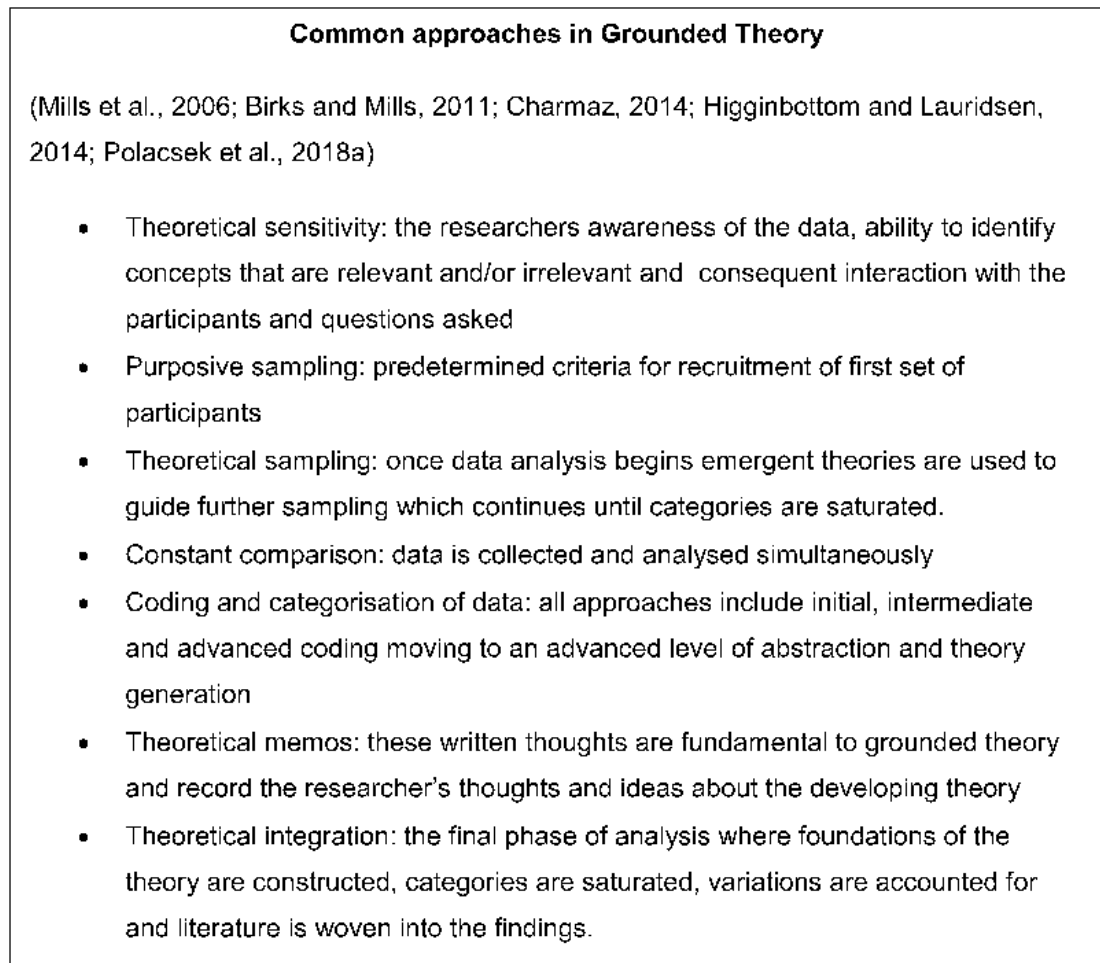 Common approaches in Grounded Theory
(Mills et al., 2006; Birks and Mills, 2011; Charmaz, 2014; Higginbottom and Lauridsen,
2014; Polacsek et al., 2018a)
• Theoretical sensitivity: the researchers awareness of the data, ability to identify
concepts that are relevant and/or irrelevant and  consequent interaction with the
participants and questions asked
• Purposive sampling: predetermined criteria for recruitment of first set of
participants
• Theoretical sampling: once data analysis begins emergent theories are used to
guide further sampling which continues until categories are saturated.
• Constant comparison: data is collected and analysed simultaneously
• Coding and categorisation of data: all approaches include initial, intermediate
and advanced coding moving to an advanced level of abstraction and theory
generation
• Theoretical memos: these written thoughts are fundamental to grounded theory
and record the researcher's thoughts and ideas about the developing theory
• Theoretical integration: the final phase of analysis where foundations of the
theory are constructed, categories are saturated, variations are accounted for
and literature is woven into the findings.